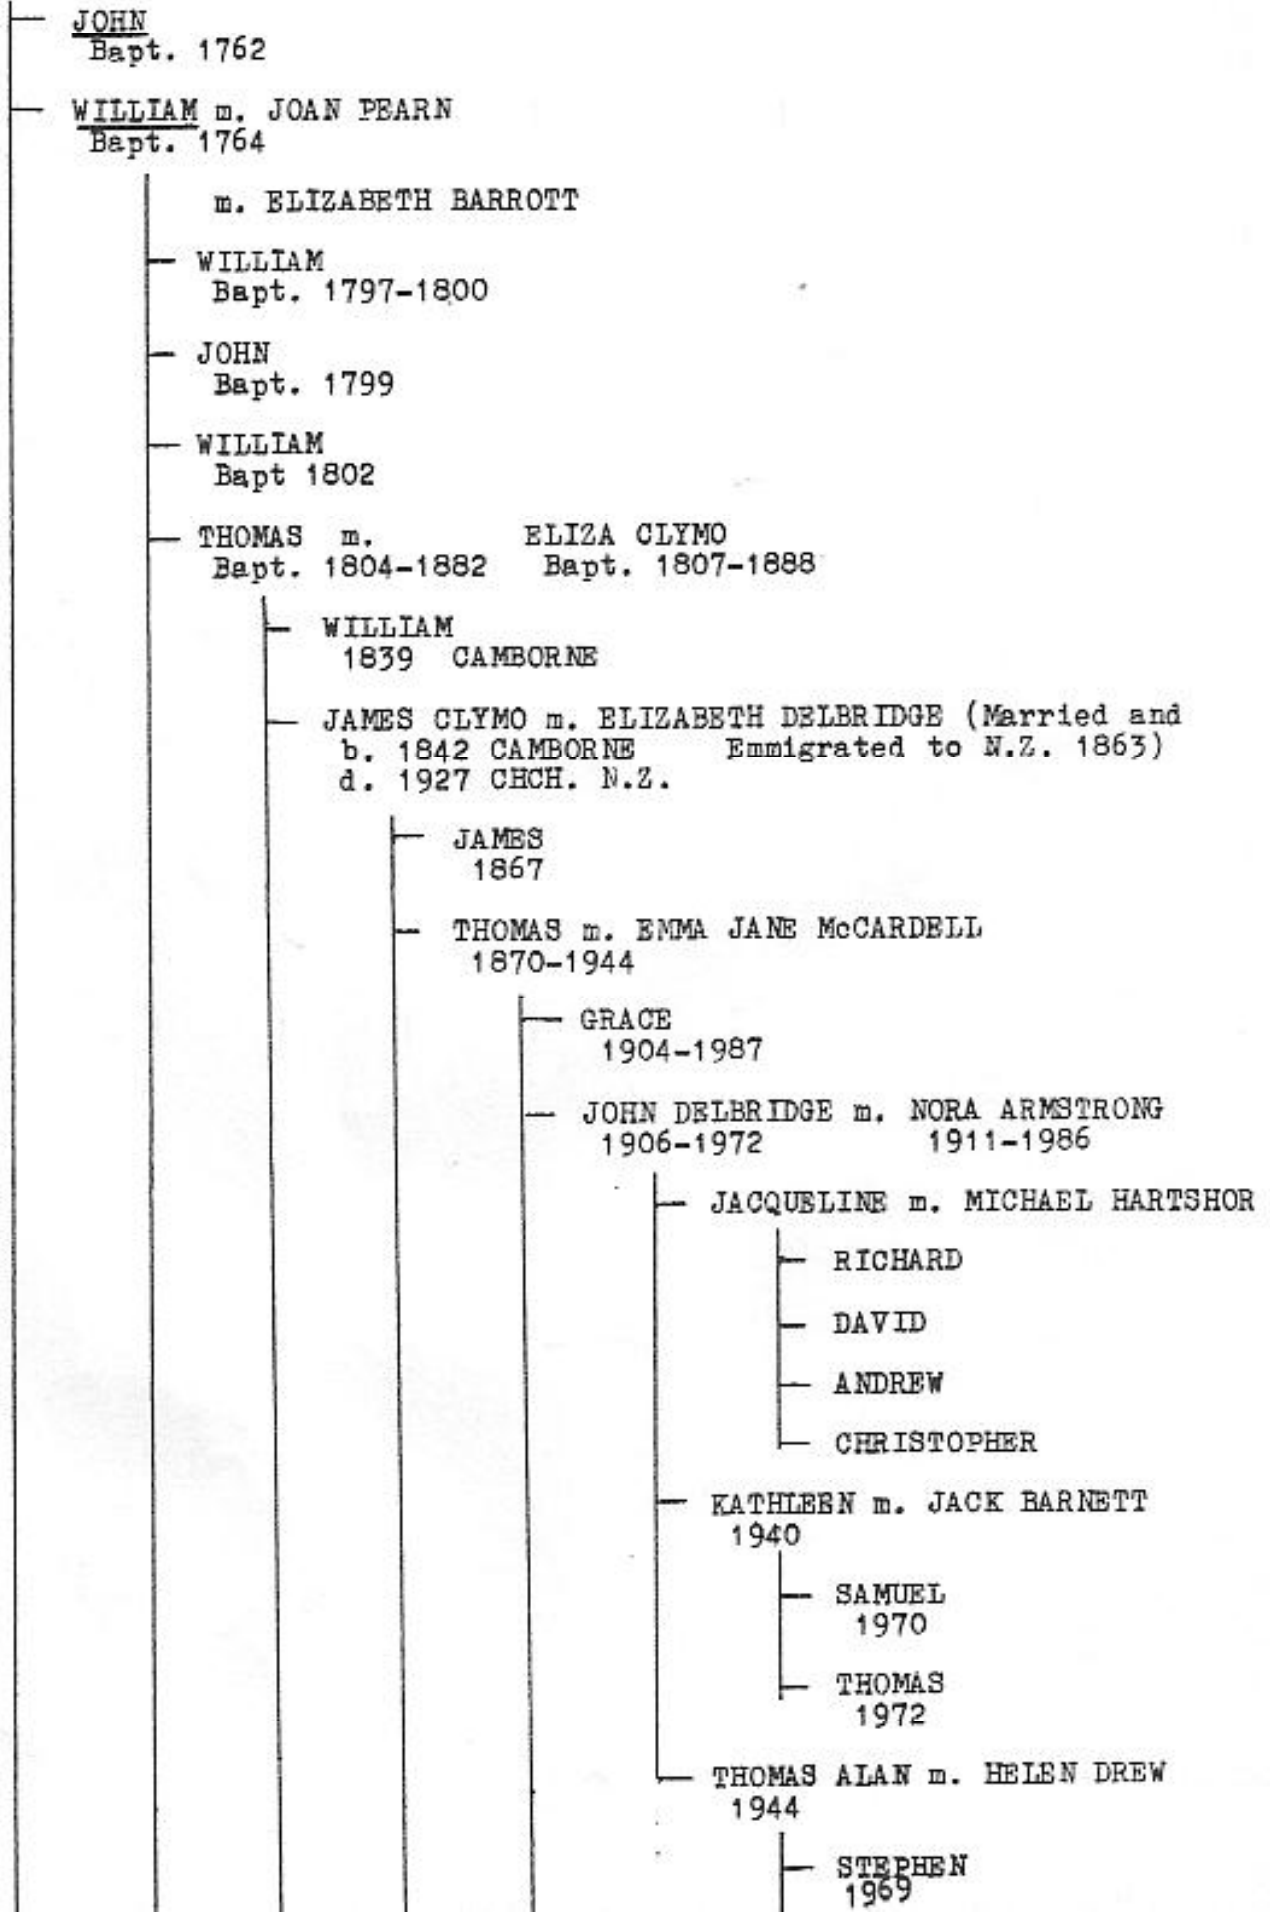 JOHN
Bapt. 1762
WILLIAM m. JOAN PEARN
Bapt. 1764
m. ELIZABETH BARROTT
WILLIAM
Bapt. 1797-1800
JOHN
Bapt. 1799
WILLIAM
Bapt 1802
THOMAS m. ELIZA CLYMO
Bapt. 1804-1882 Bapt. 1807-1888
WILLIAM
1839 CAMBORNE
JAMES CLYMO m. ELIZABETH DELBRIDGE (Married and
b. 1842 CAMBORNE Emmigrated to N.Z. 1863)
d. 1927 CHCH. N.Z.
JAMES
1867
THOMAS m. EMMA JANE McCARDELL
1870-1944
GRACE
1904-1987
JOHN DELBRIDGE m. NORA ARMSTRONG
1906-1972 1911-1986
JACQUELINE m. MICHAEL HARTSHOR
RICHARD
DAVID
ANDREW
CHRISTOPHER
KATHLEEN m. JACK BARNETT
1940
SAMUEL
1970
THOMAS
1972
THOMAS ALAN m. HELEN DREW
1944
STEPHEN
1969